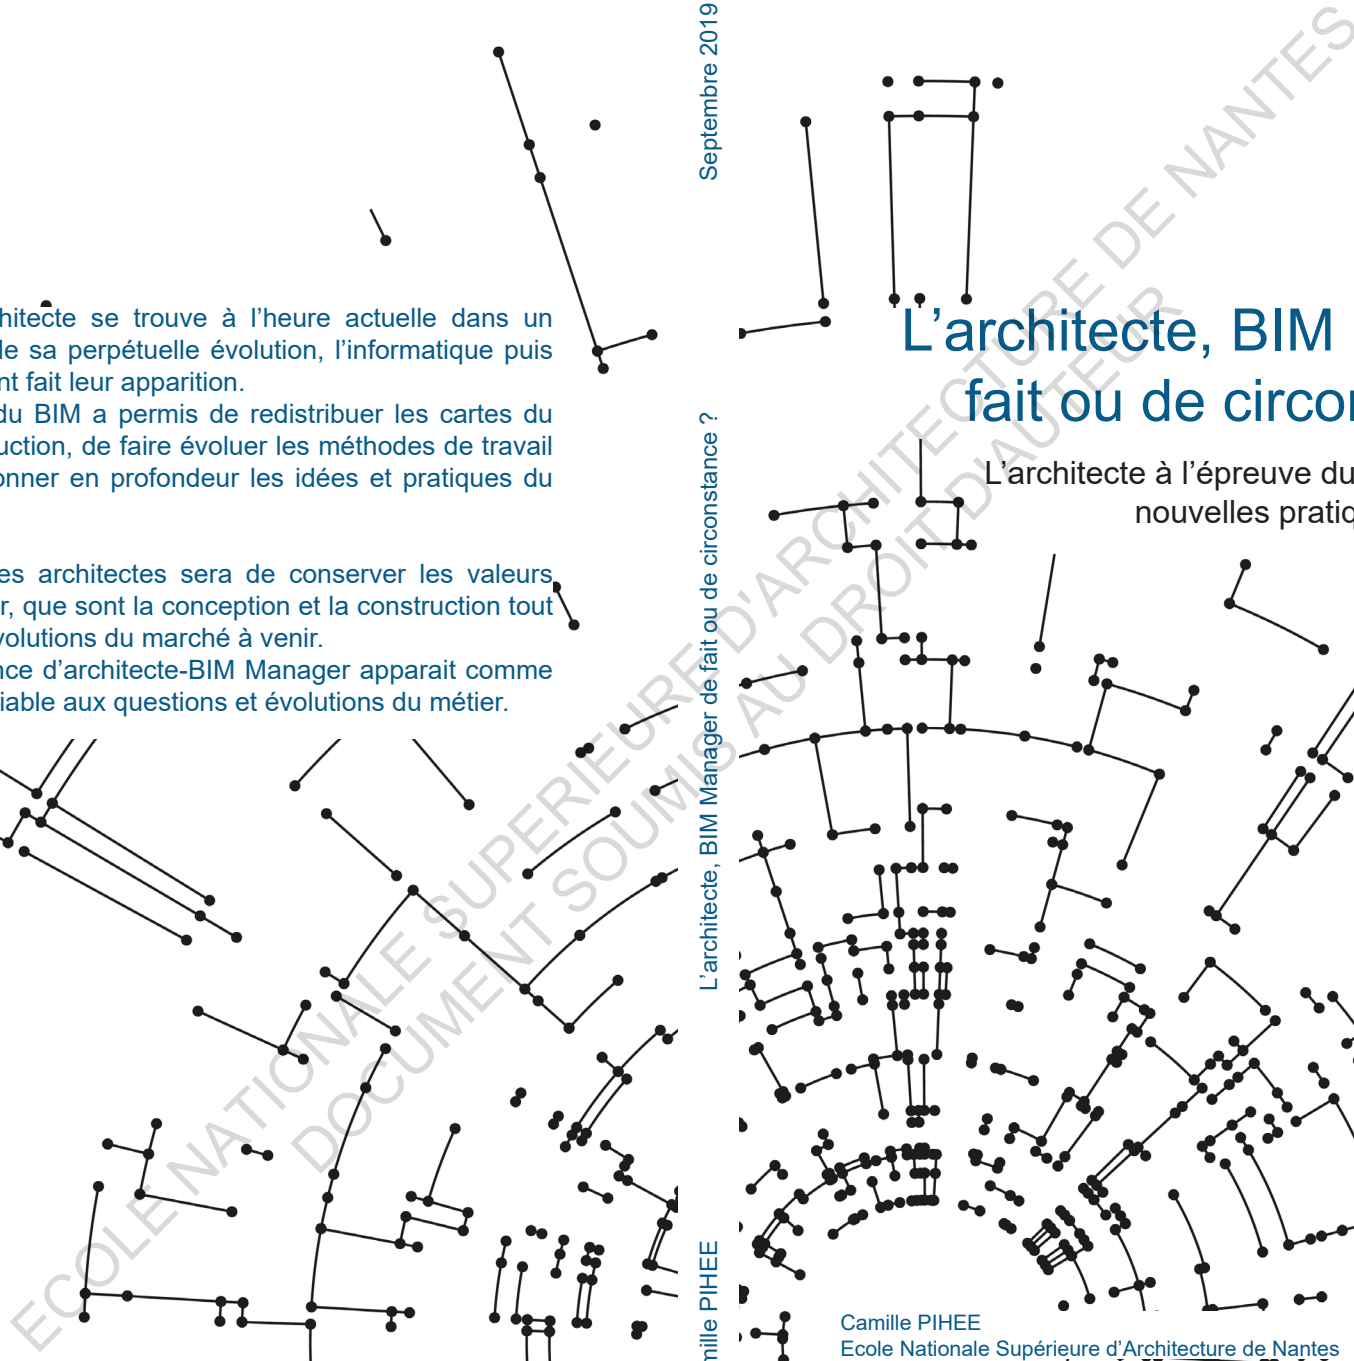 hitecte se trouve à l’heure actuelle dans un
le sa perpétuelle évolution, l’informatique puis
nt fait leur apparition.
du BIM a permis de redistribuer les cartes du
uction, de faire évoluer les méthodes de travail
onner en profondeur les idées et pratiques du
es architectes sera de conserver les valeurs
r, que sont la conception et la construction tout
volutions du marché à venir.
nce d’architecte-BIM Manager apparait comme
iable aux questions et évolutions du métier.
Septembre 2019
L’architecte, BIM Manager de fait ou de circonstance ?
mille PIHEE
L’architecte, BIM
fait ou de circon
L’architecte à l’épreuve du
nouvelles pratiq
Camille PIHEE
Ecole Nationale Supérieure d’Architecture de Nantes
ECOLE NATIONALE SUPERIEURE D'ARCHITECTURE DE NANTES
DOCUMENT SOUMIS AU DROIT D'AUTEUR